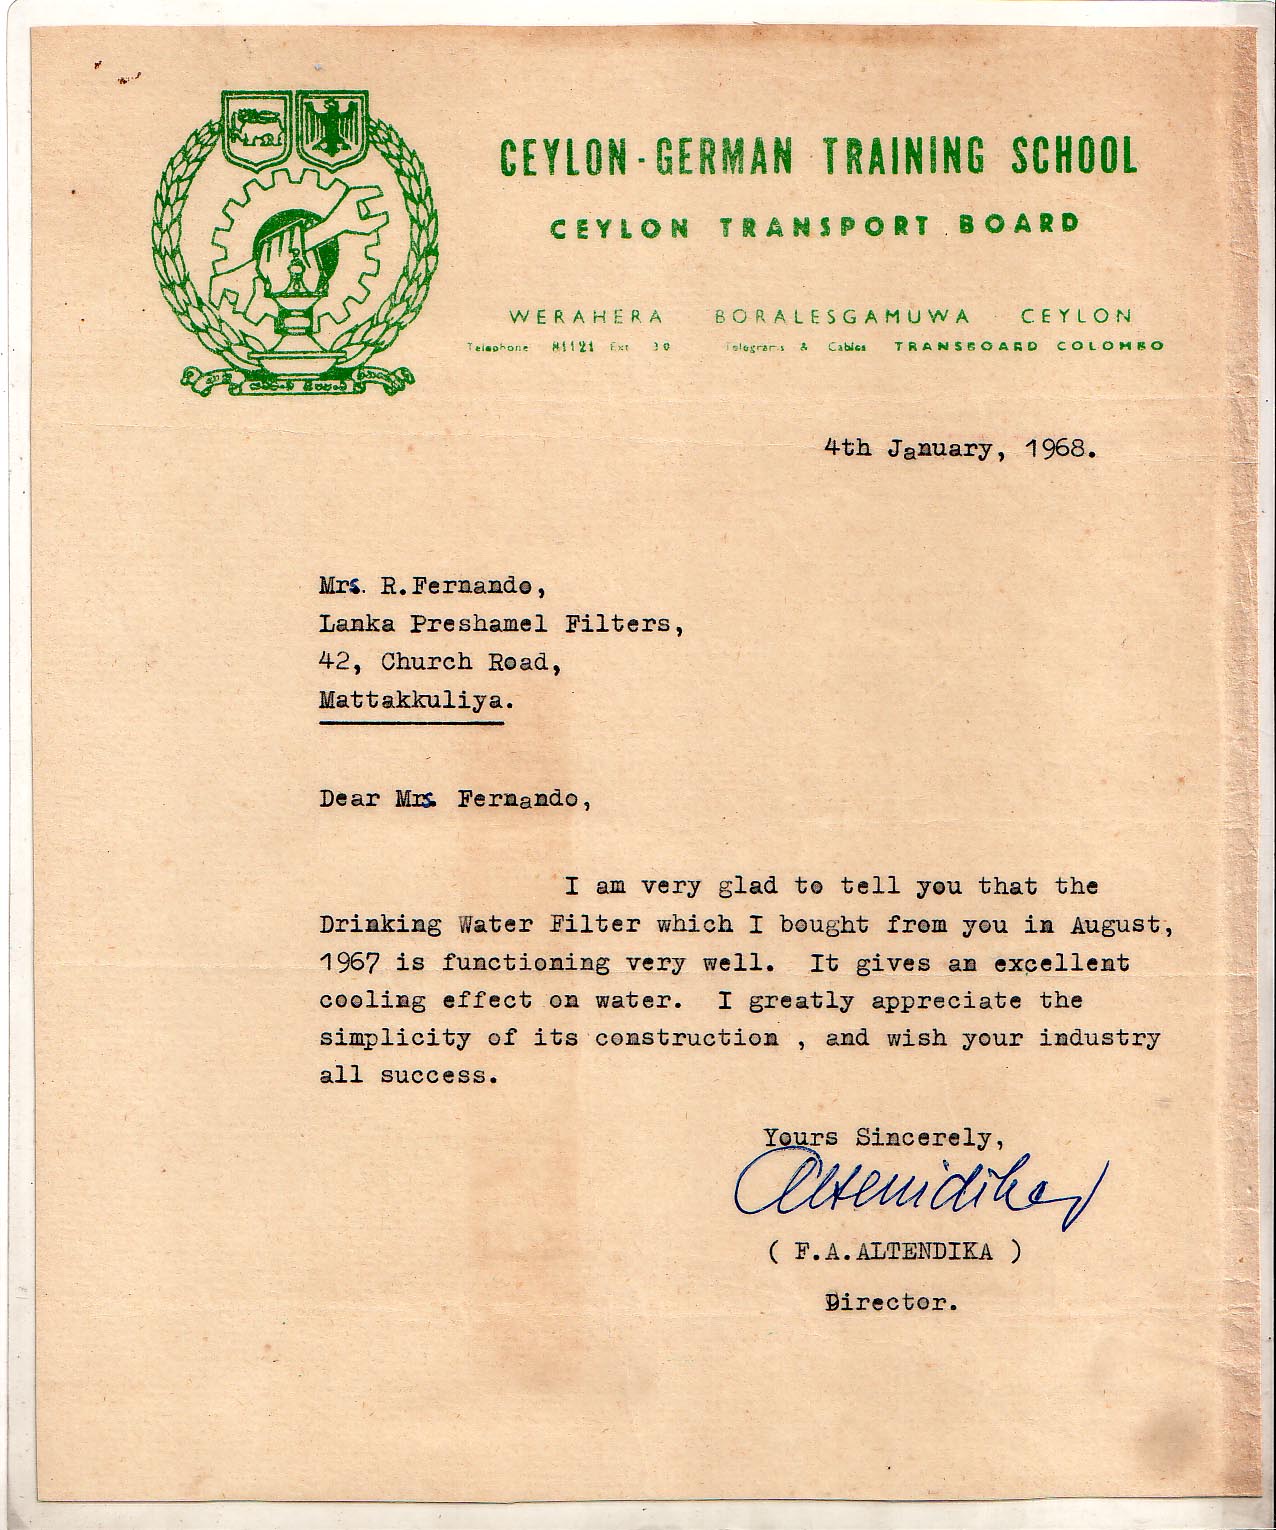 CEYLON-GERMAN TRAINING SCHOOL
CEYLON TRANSPORT BOARD
WERAHERA BORALESGAMUWA CEYLON
Telephone 81121 Ext 30 Telegrams & Cables TRANSBOARD COLOMBO
4th January, 1968.
Mrs. R.Fernando,
Lanka Preshamel Filters,
42, Church Road,
Mattakkuliya.
Dear Mrs. Fernando,
I am very glad to tell you that the
Drinking Water Filter which I bought from you in August,
1967 is functioning very well. It gives an excellent
cooling effect on water. I greatly appreciate the
simplicity of its construction , and wish your industry
all success.
Yours Sincerely,
( F.A.ALTENDIKA )
Director.